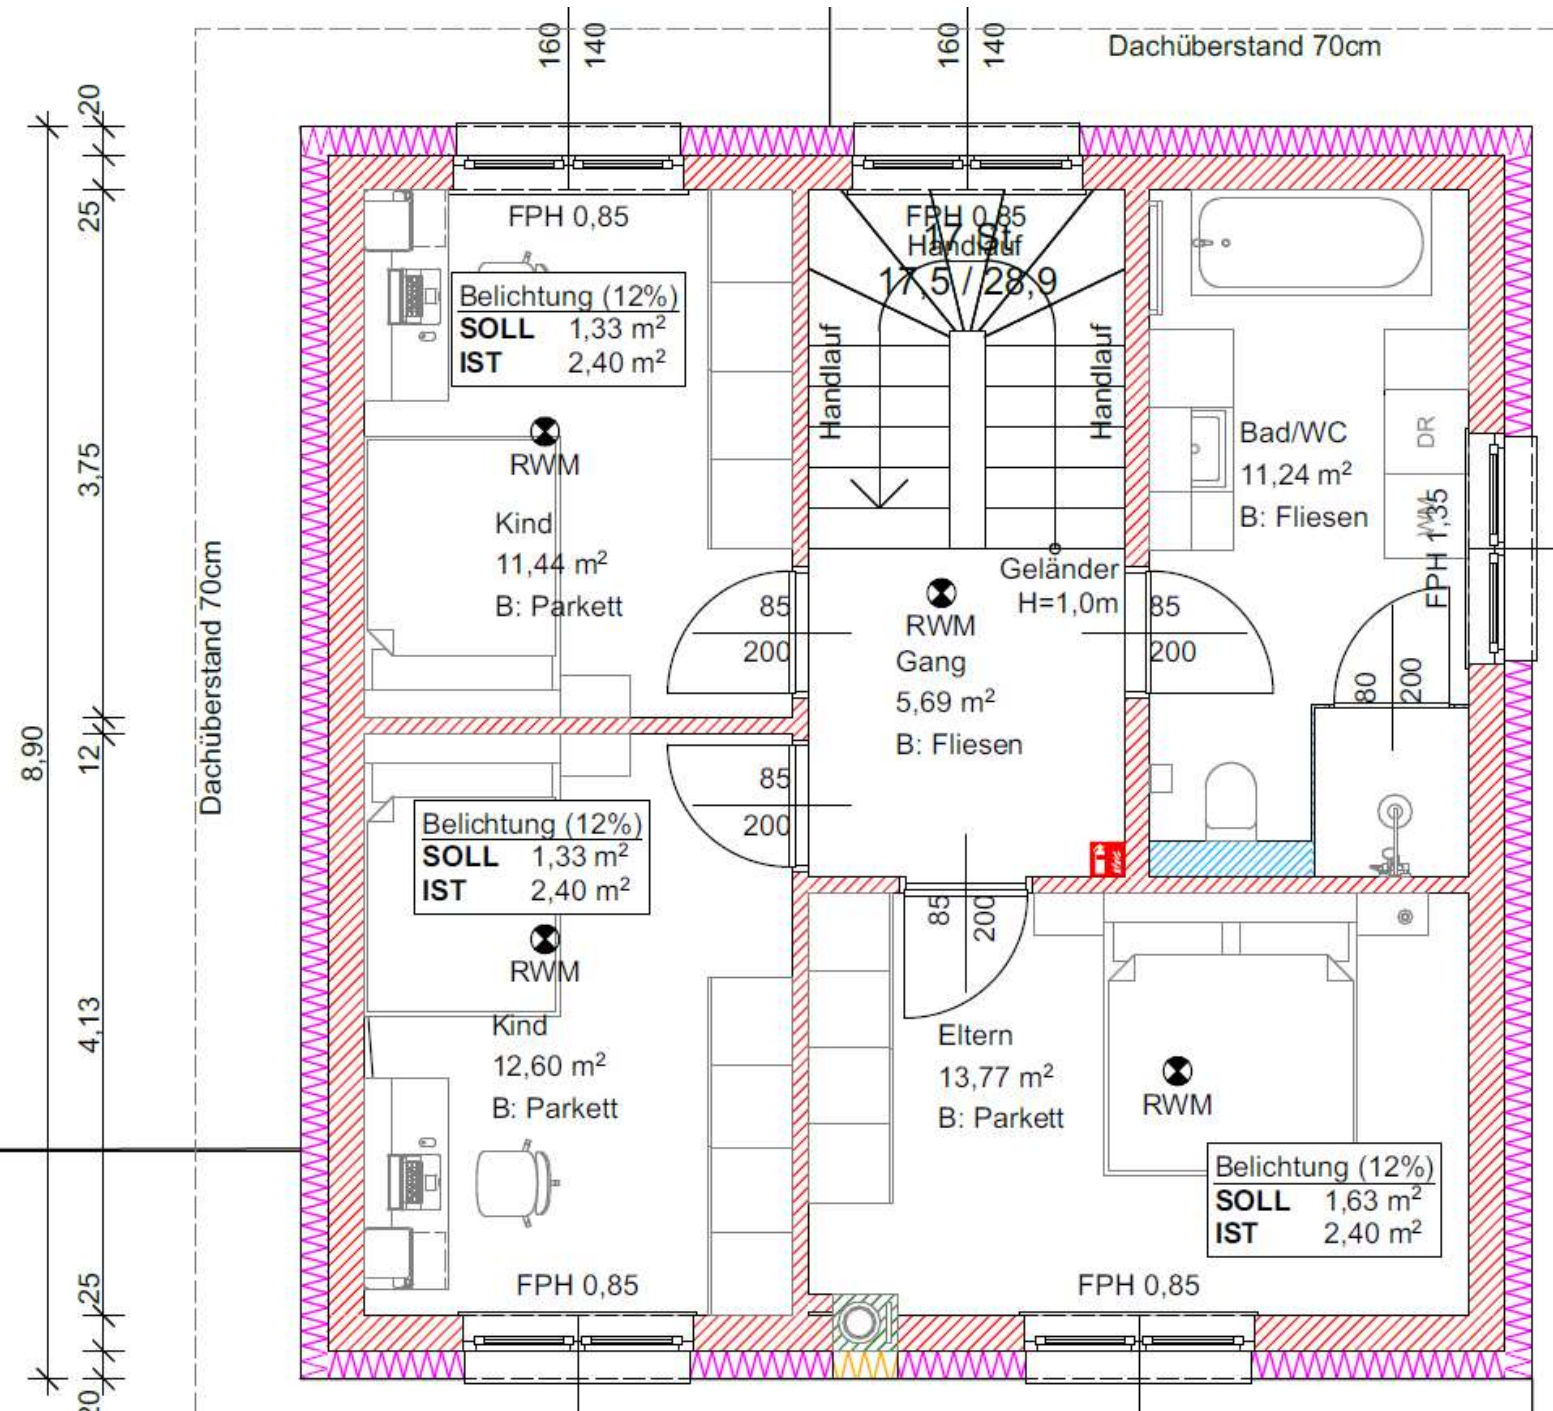 160
140
160
140
Dachüberstand 70cm
20
25
3,75
12
4,13
25
20
8,90
Dachüberstand 70cm
FPH 0,85
Belichtung (12%)
SOLL 1,33 m²
IST 2,40 m²
RWM
Kind
11,44 m²
B: Parkett
85
200
FPH 0,85
17 St
Handlauf
17,5 / 28,9
Handlauf
Handlauf
Geländer
H=1,0m
RWM
Gang
5,69 m²
B: Fliesen
85
200
Bad/WC
11,24 m²
B: Fliesen
DR
WM
FPH 1,35
80
200
85
200
Belichtung (12%)
SOLL 1,33 m²
IST 2,40 m²
RWM
Kind
12,60 m²
B: Parkett
FPH 0,85
85
200
Eltern
13,77 m²
B: Parkett
RWM
Belichtung (12%)
SOLL 1,63 m²
IST 2,40 m²
FPH 0,85